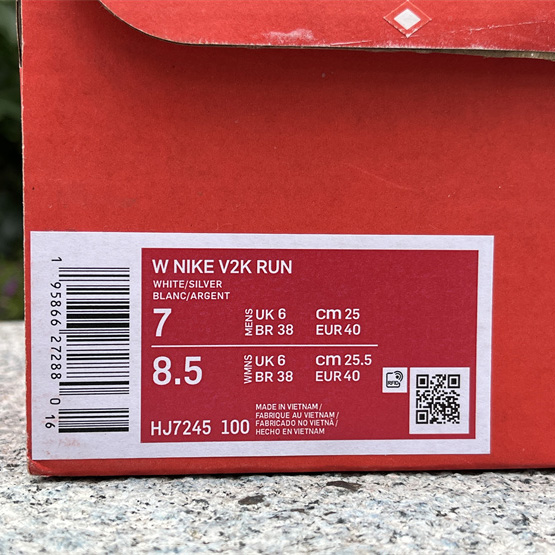 1 95866 27288 0 16
W NIKE V2K RUN
WHITE/SILVER
BLANC/ARGENT
7 MENS UK 6 cm 25
BR 38 EUR 40
8.5 WMNS UK 6 cm 25.5
BR 38 EUR 40
RFID
MADE IN VIETNAM /
FABRIQUE AU VIETNAM /
FABRICADO NO VIETNÃ /
HECHO EN VIETNAM
HJ7245 100